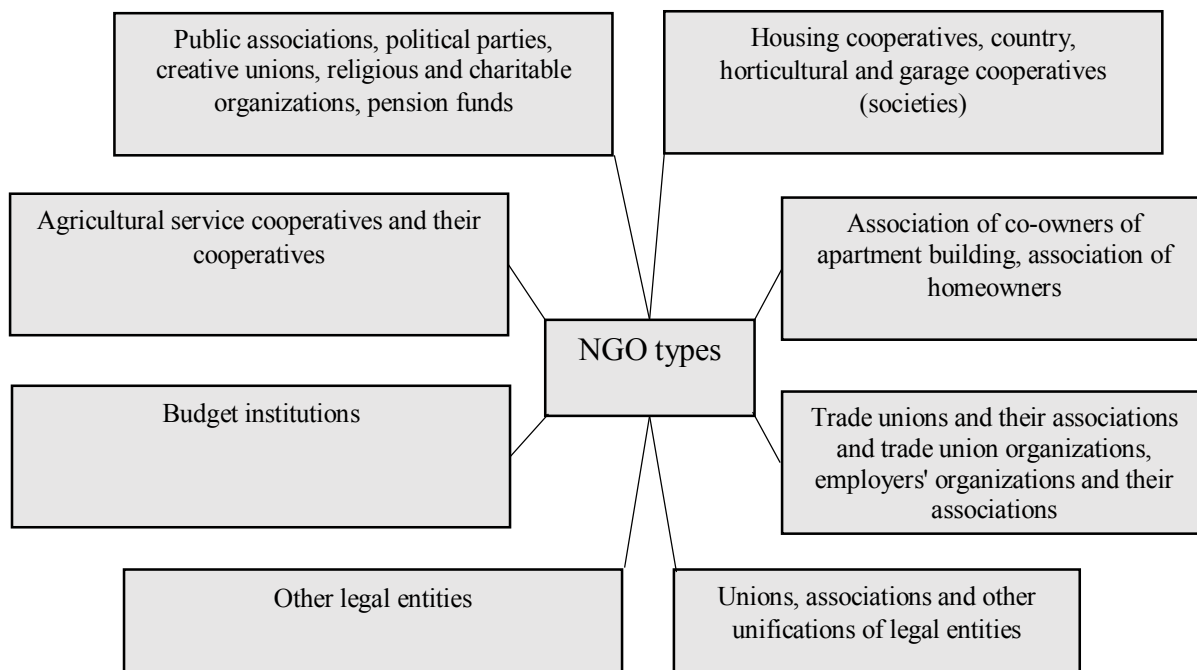 Public associations, political parties,
creative unions, religious and charitable
organizations, pension funds
Housing cooperatives, country,
horticultural and garage cooperatives
(societies)
Agricultural service cooperatives and their
cooperatives
Association of co-owners of
apartment building, association of
homeowners
NGO types
Budget institutions
Trade unions and their associations
and trade union organizations,
employers' organizations and their
associations
Other legal entities
Unions, associations and other
unifications of legal entities